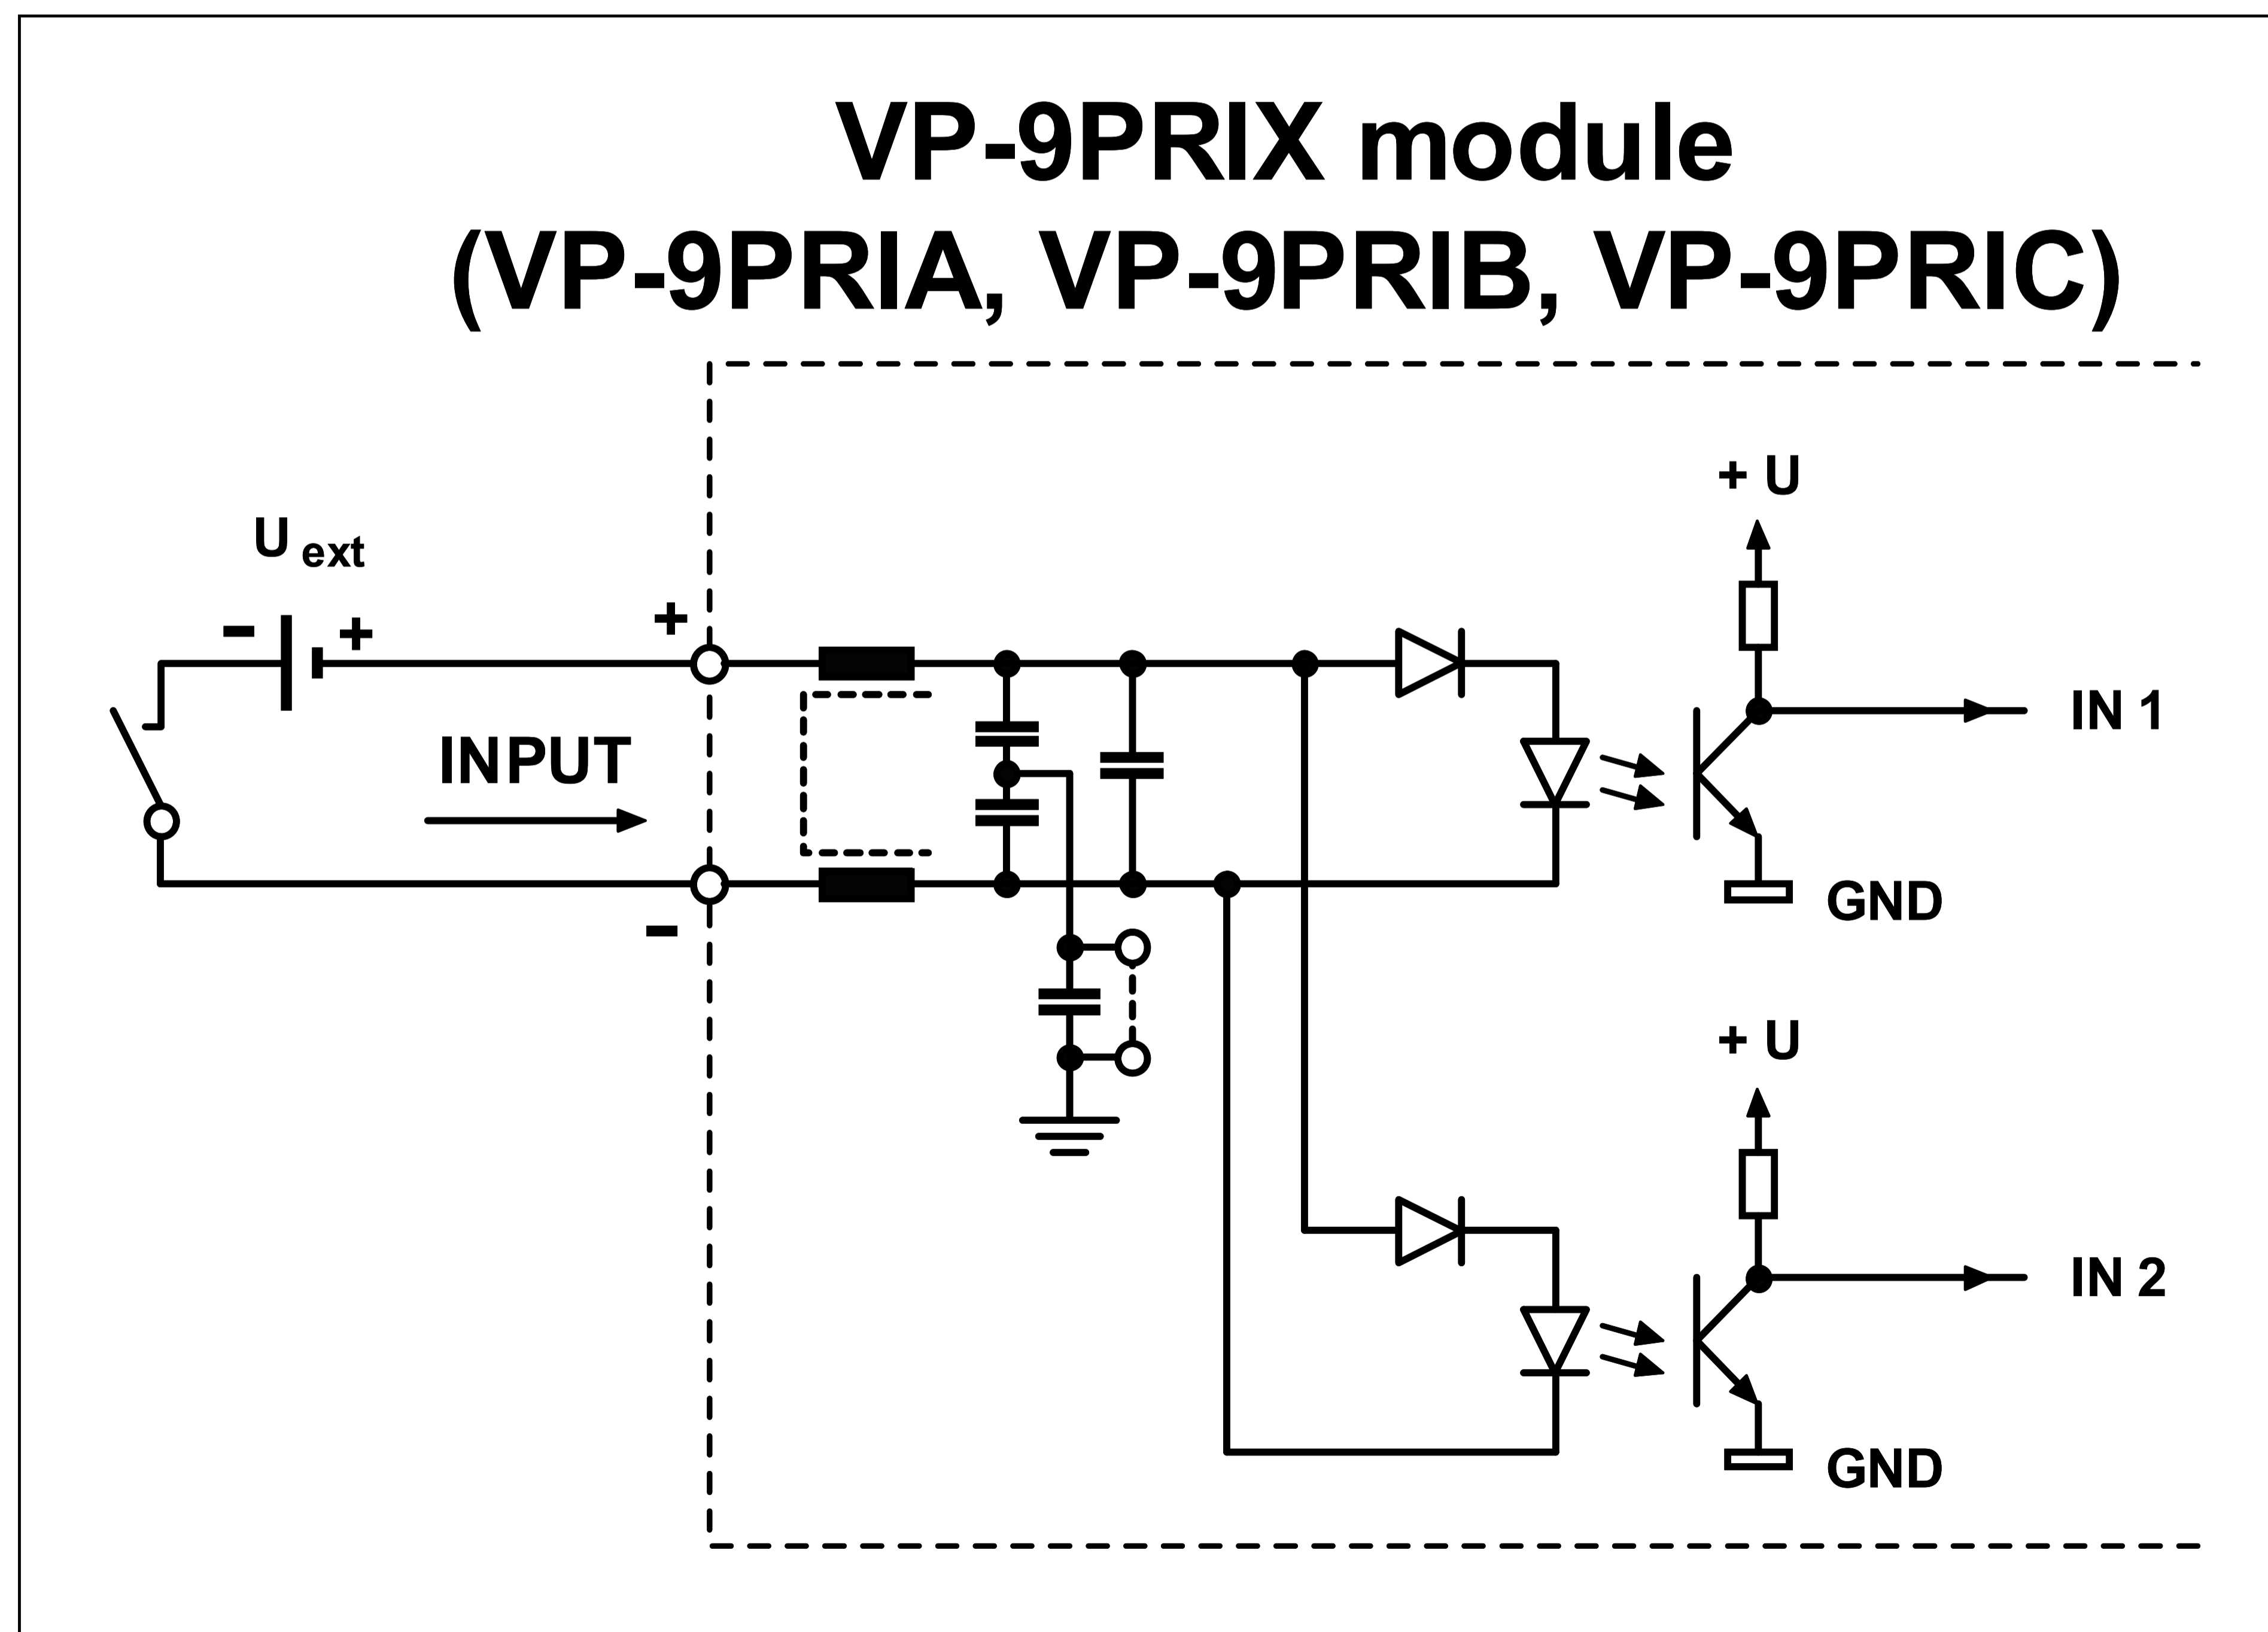 VP-9PRIX module
(VP-9PRIA, VP-9PRIB, VP-9PRIC)
+ U
U ext
- +
+
IN 1
INPUT
GND
-
+ U
IN 2
GND